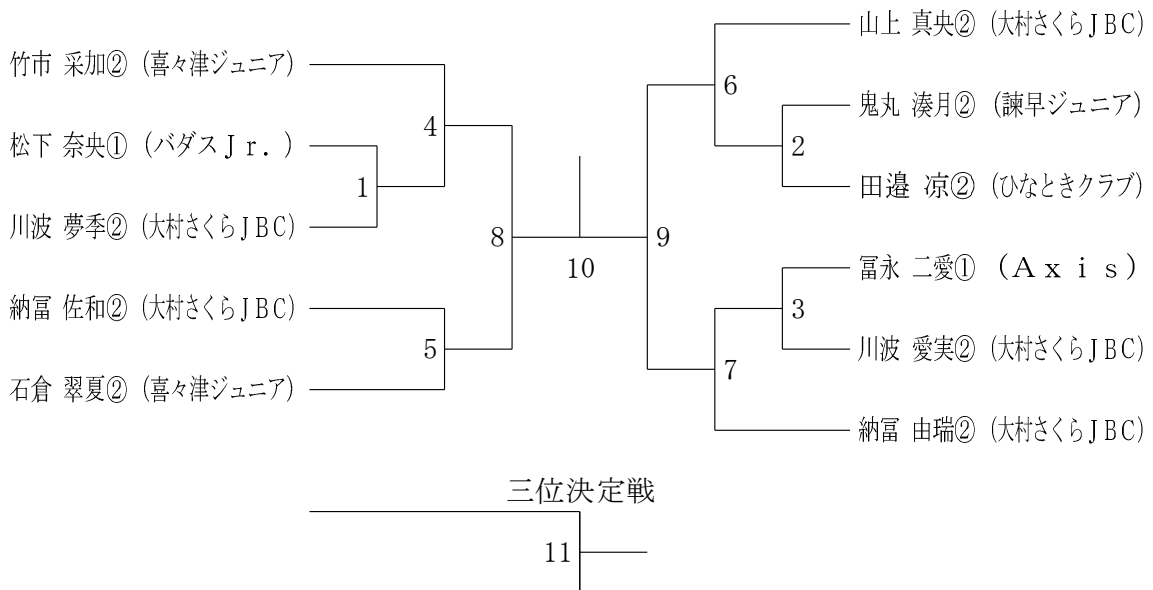 竹市 采加② (喜々津ジュニア)
松下 奈央① (バダスＪｒ．)
川波 夢季② (大村さくらＪＢＣ)
納冨 佐和② (大村さくらＪＢＣ)
石倉 翠夏② (喜々津ジュニア)
4
1
8
5
10
山上 真央② (大村さくらＪＢＣ)
鬼丸 湊月② (諫早ジュニア)
田邉 凉② (ひなときクラブ)
冨永 二愛① (Ａｘｉｓ)
川波 愛実② (大村さくらＪＢＣ)
納冨 由瑞② (大村さくらＪＢＣ)
6
2
9
3
7
三位決定戦
11